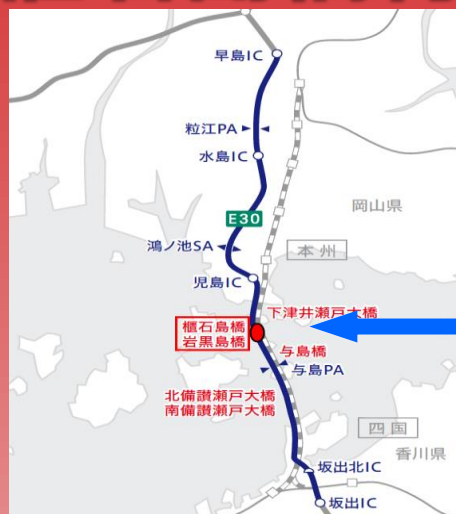 早島IC
粒江PA
水島IC
岡山県
E30
本州
鴻ノ池SA
児島IC
下津井瀬戸大橋
櫃石島橋
岩黒島橋
与島橋
与島PA
北備讃瀬戸大橋
南備讃瀬戸大橋
四国
香川県
坂出北IC
坂出IC